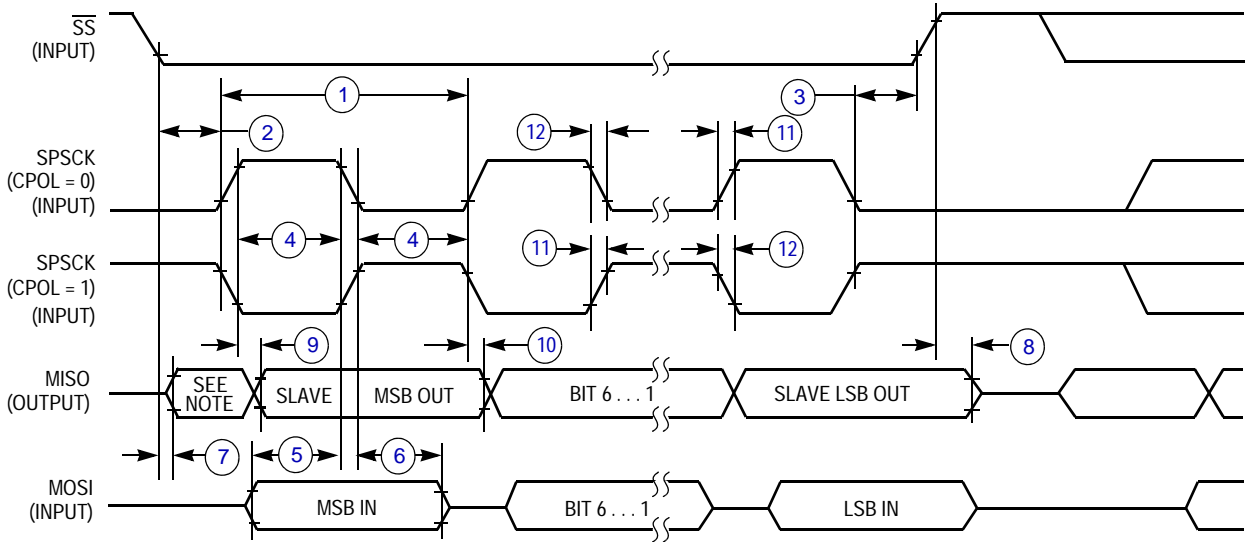 SS
(INPUT)
1
3
2
12
11
SPSCK
(CPOL = 0)
(INPUT)
4
4
11
12
SPSCK
(CPOL = 1)
(INPUT)
9
10
8
MISO
(OUTPUT)
SEE
NOTE
SLAVE
MSB OUT
BIT 6 . . . 1
SLAVE LSB OUT
7
5
6
MOSI
(INPUT)
MSB IN
BIT 6 . . . 1
LSB IN